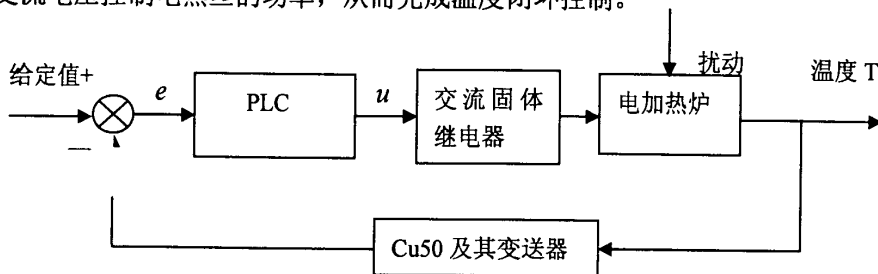 交流电压控制电热丝的功率，从而完成温度闭环控制。
扰动
给定值+
温度 T
e
PLC
u
交流固体
继电器
电加热炉
—
Cu50 及其变送器